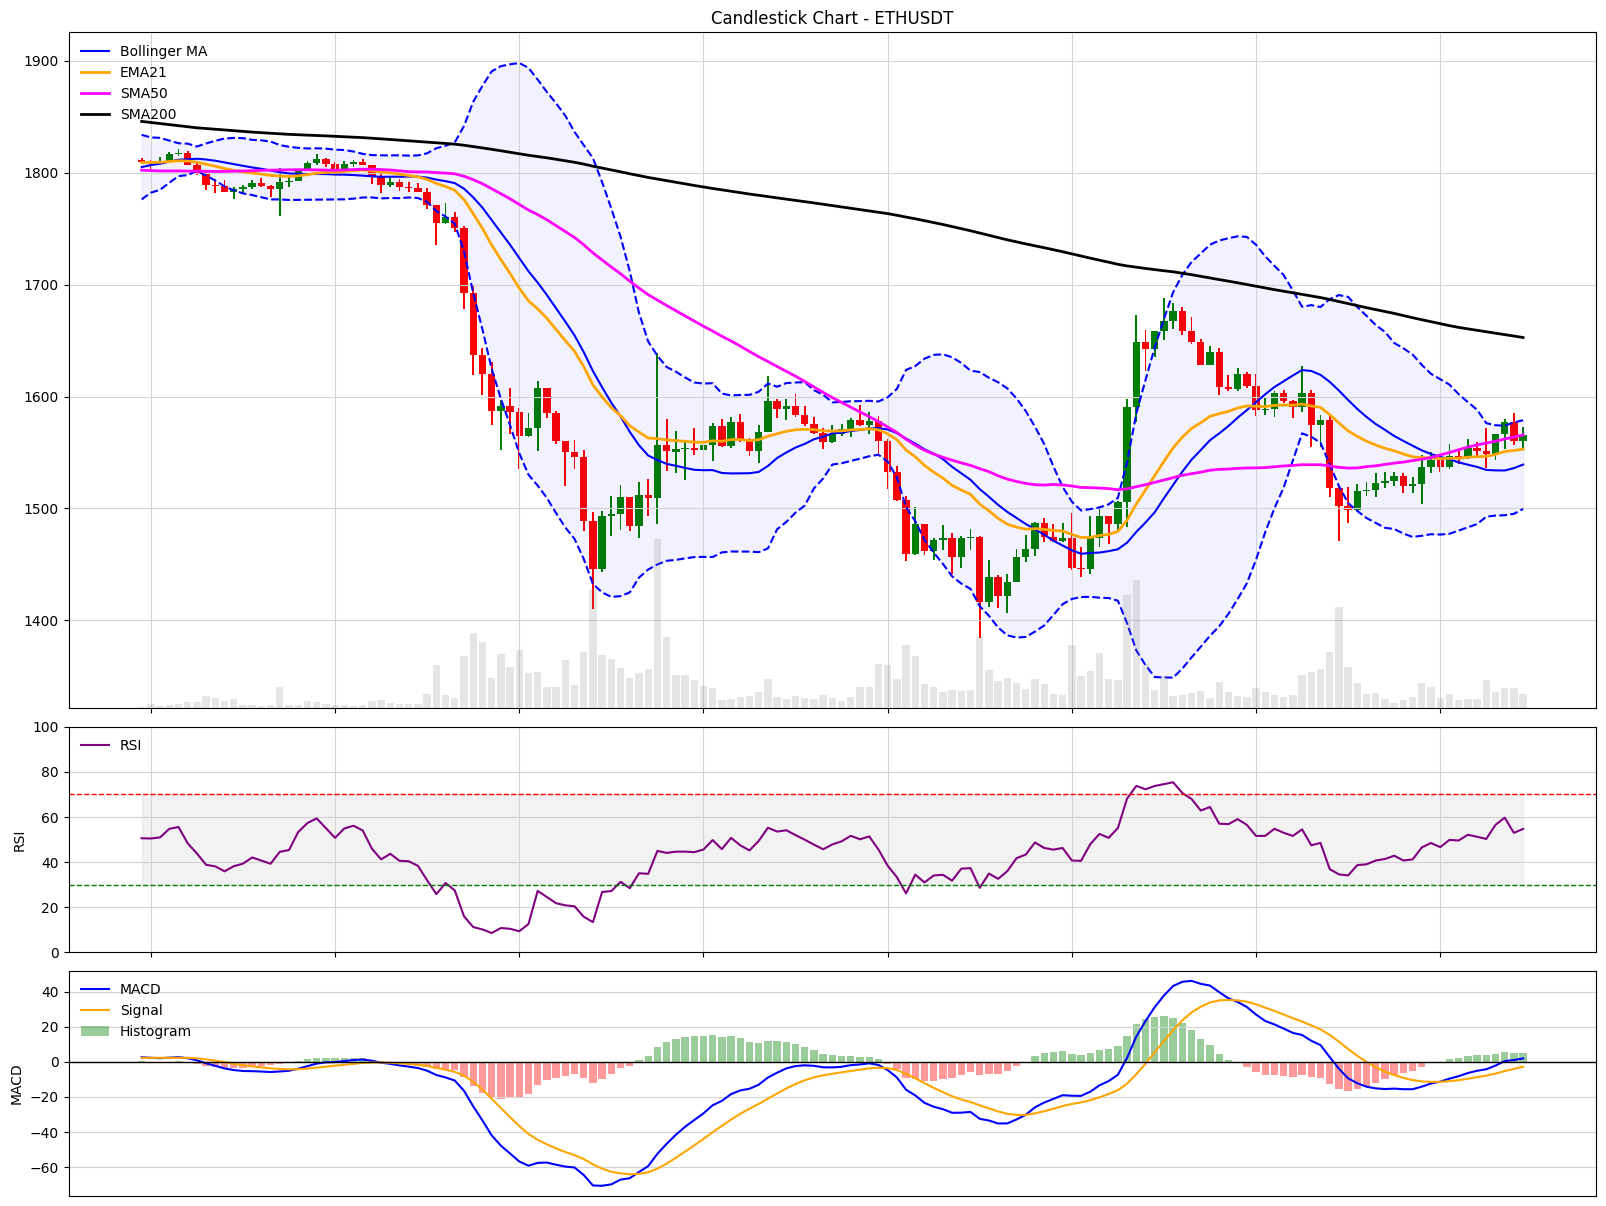 Candlestick Chart - ETHUSDT
Bollinger MA
EMA21
SMA50
SMA200
1900
1800
1700
1600
1500
1400
RSI
100
80
60
40
20
0
RSI
MACD
Signal
Histogram
40
20
0
−20
−40
−60
MACD